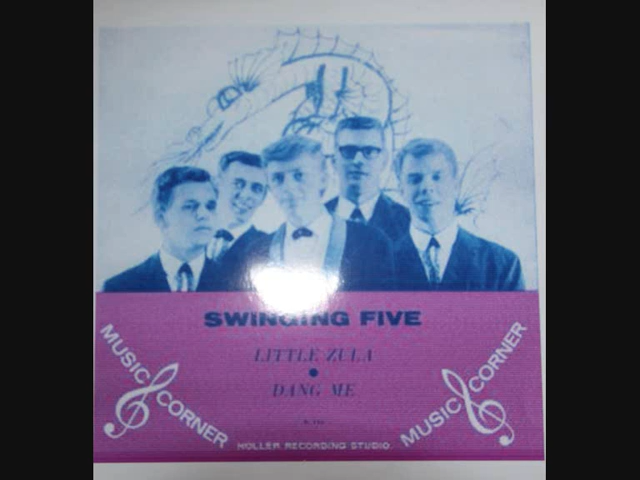 SWINGING FIVE
LITTLE ZULA
DANG ME
MUSIC CORNER
MUSIC CORNER
HOLLER RECORDING STUDIO